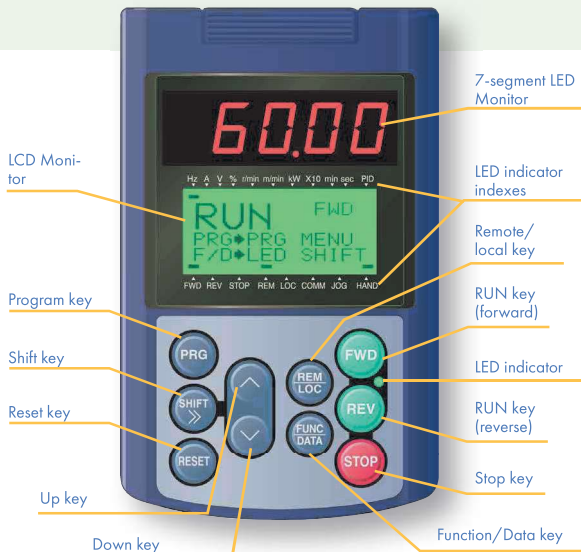 7-segment LED
Monitor
60.00
LCD Moni-
tor
Hz A V % r/min m/min kW X10 min sec PID
LED indicator
indexes
RUN FWD
PRG PRG MENU
F/D LED SHIFT
FWD REV STOP REM LOC COMM JOG HAND
Remote/
local key
Program key
RUN key
(forward)
PRG
FWD
REM
LOC
Shift key
LED indicator
SHIFT
REV
RUN key
(reverse)
Reset key
FUNC
DATA
RESET
STOP
Stop key
Up key
Function/Data key
Down key